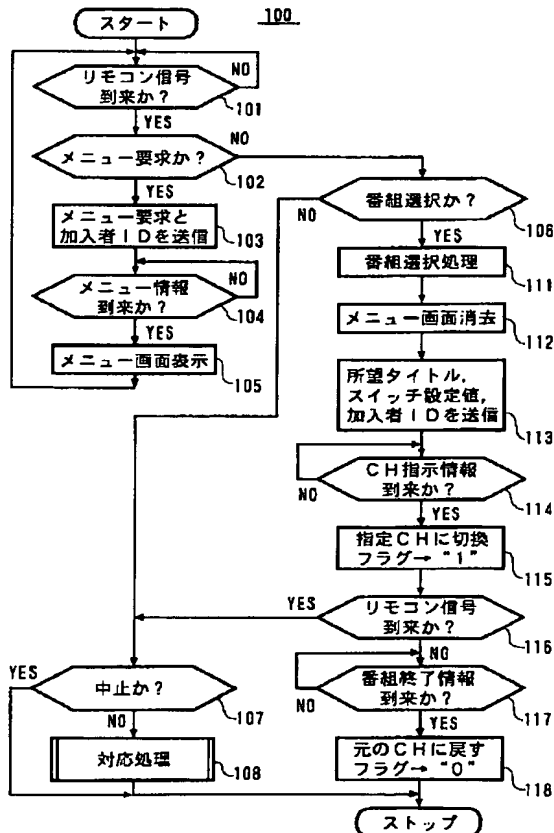 100
スタート
リモコン信号
到来か?
NO
101
YES
メニュー要求か?
NO
102
YES
メニュー要求と
加入者IDを送信
103
メニュー情報
到来か?
NO
104
YES
メニュー画面表示
105
番組選択か?
NO
106
YES
番組選択処理
111
メニュー画面消去
112
所望タイトル,
スイッチ設定値,
加入者IDを送信
113
CH指示情報
到来か?
NO
114
YES
指定CHに切換
フラグ→“1”
115
リモコン信号
到来か?
YES
116
NO
番組終了情報
到来か?
NO
117
YES
元のCHに戻す
フラグ→“0”
118
中止か?
YES
107
NO
対応処理
108
ストップ